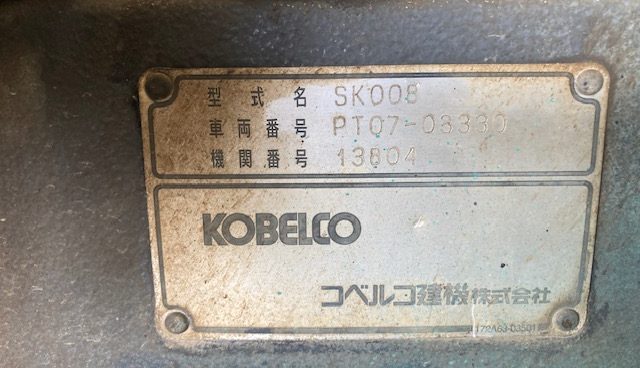 型式名 SK008
車両番号 PT07-03330
機関番号 13804
KOBELCO
コベルコ建機株式会社